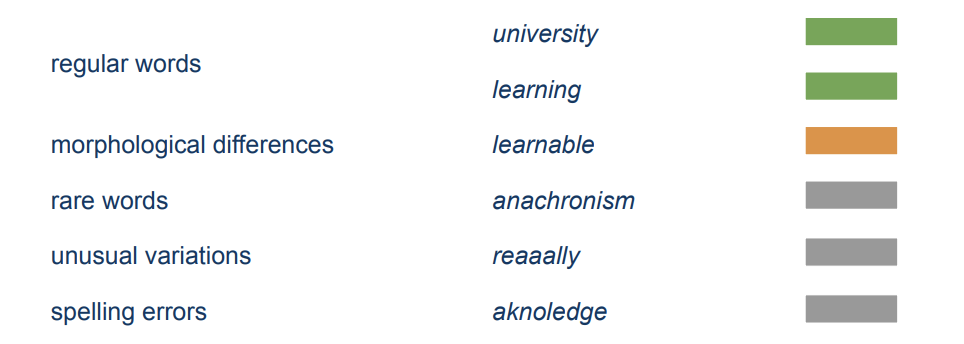 regular words
university
learning
morphological differences learnable
rare words anachronism
unusual variations reaaally
spelling errors aknoledge